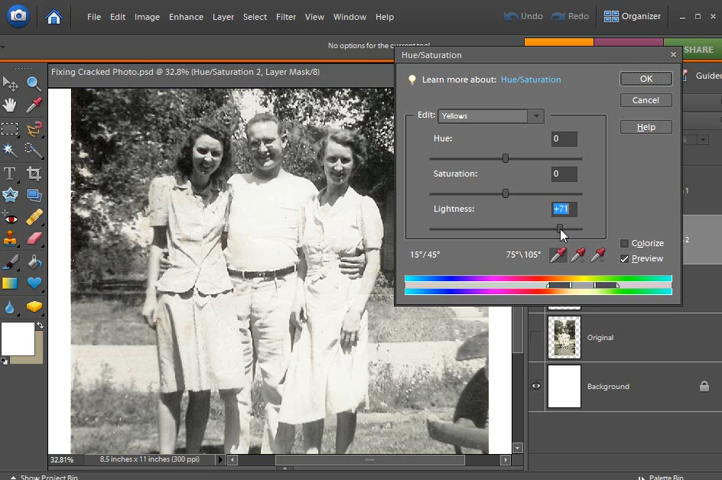 File Edit Image Enhance Layer Select Filter View Window Help
Undo Redo Organizer
No options for the current tool.
SHARE
Fixing Cracked Photo.psd @ 32.8% (Hue/Saturation 2, Layer Mask/8)
Guided
Hue/Saturation
Learn more about: Hue/Saturation
OK
Cancel
Help
Edit: Yellows
Hue: 0
Saturation: 0
Lightness: +71
Colorize
Preview
15°/45° 75°\105°
1
2
Original
Background
32.81% 8.5 inches x 11 inches (300 ppi)
Show Project Bin
Palette Bin